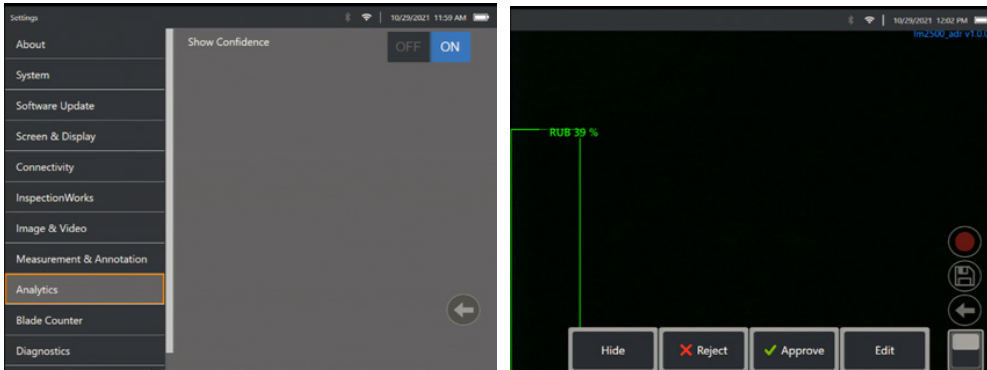 Settings
10/29/2021 11:59 AM
About
Show Confidence
OFF ON
System
Software Update
Screen & Display
Connectivity
InspectionWorks
Image & Video
Measurement & Annotation
Analytics
Blade Counter
Diagnostics
10/29/2021 12:02 PM
lm2500_adr v1.0.0
RUB 39 %
Hide
Reject
Approve
Edit